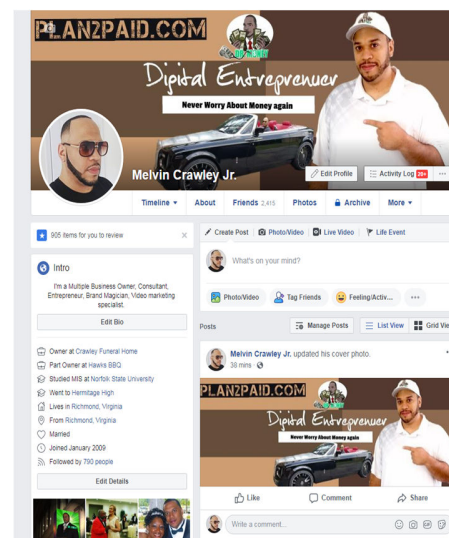 PLAN2PAID.COM
Digital Entreprenuer
Never Worry About Money again
Melvin Crawley Jr.
Edit Profile
Activity Log 20+
Timeline
About
Friends 2,415
Photos
Archive
More
905 items for you to review
Create Post
Photo/Video
Live Video
Life Event
What's on your mind?
Photo/Video
Tag Friends
Feeling/Activ...
Intro
I'm a Multiple Business Owner, Consultant,
Entrepreneur, Brand Magician, Video marketing
specialist.
Edit Bio
Owner at Crawley Funeral Home
Part Owner at Hawks BBQ
Studied MIS at Norfolk State University
Went to Hermitage High
Lives in Richmond, Virginia
From Richmond, Virginia
Married
Joined January 2009
Followed by 790 people
Edit Details
Posts
Manage Posts
List View
Grid Vie
Melvin Crawley Jr. updated his cover photo.
38 mins
PLAN2PAID.COM
Digital Entreprenuer
Never Worry About Money again
Like
Comment
Share
Write a comment...
GIF